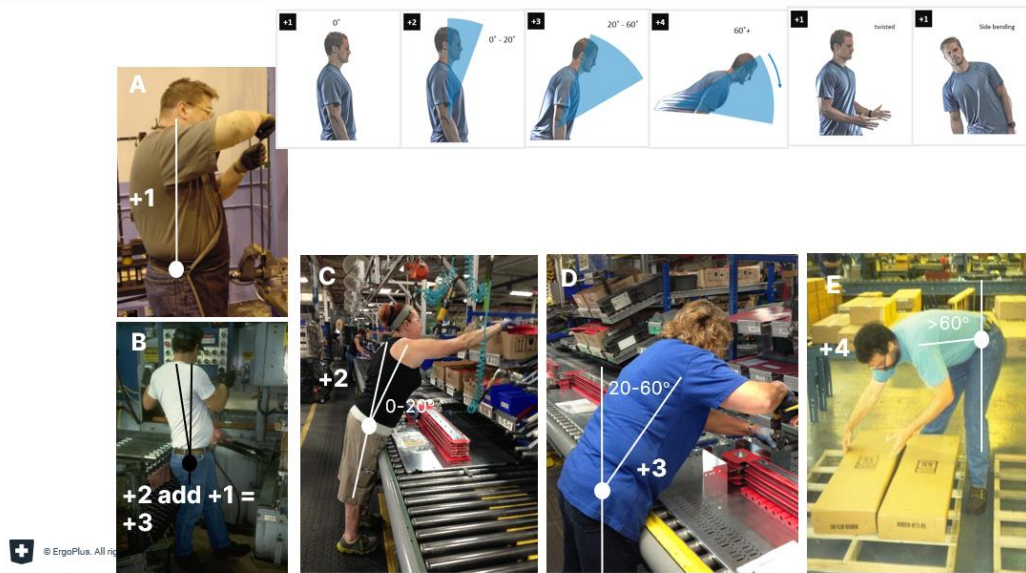 +1
0°
+2
0° - 20°
+3
20° - 60°
+4
60°+
+1
twisted
+1
Side bending
A
+1
B
+2 add +1 =
+3
C
+2
0-20°
D
20-60°
+3
E
>60°
+4
© ErgoPlus. All